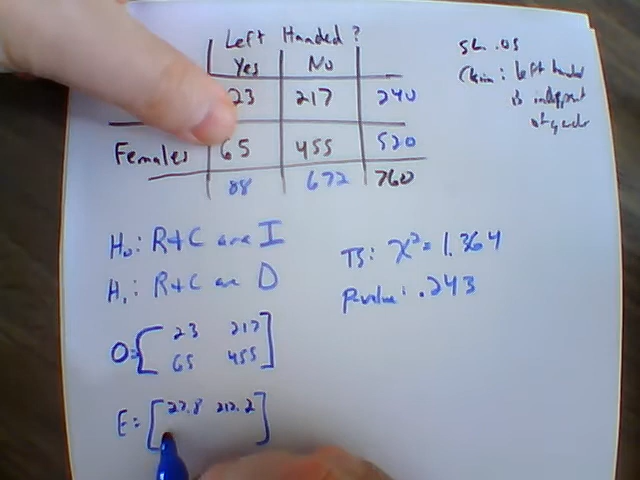 Left Handed ?
Yes No
23 217 240
Females 65 455 520
88 672 760
SL .05
Claim: left handed
is indepent
of gender
H₀: R+C are I
H₁: R+C are D
TS: χ² = 1.364
P-value: .243
O=[ 23 217
65 455 ]
E=[ 27.8 212.2 ]